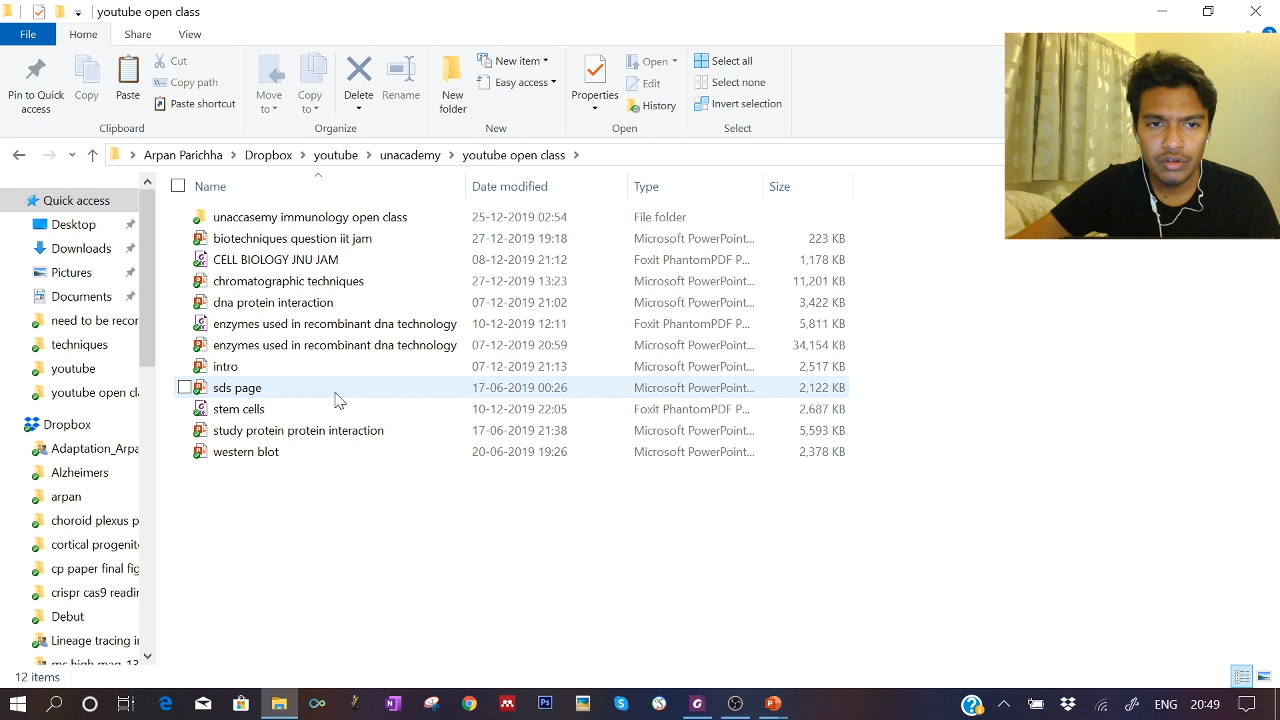 youtube open class
File
Home
Share
View
Pin to Quick access
Copy
Paste
Cut
Copy path
Paste shortcut
Clipboard
Move to
Copy to
Delete
Rename
Organize
New folder
New item
Easy access
New
Properties
Open
Edit
History
Open
Select all
Select none
Invert selection
Select
Arpan Parichha
Dropbox
youtube
unacademy
youtube open class
Name
Date modified
Type
Size
unaccasemy immunology open class 25-12-2019 02:54 File folder
biotechniques question iit jam 27-12-2019 19:18 Microsoft PowerPoint... 223 KB
CELL BIOLOGY JNU JAM 08-12-2019 21:12 Foxit PhantomPDF P... 1,178 KB
chromatographic techniques 27-12-2019 13:23 Microsoft PowerPoint... 11,201 KB
dna protein interaction 07-12-2019 21:02 Microsoft PowerPoint... 3,422 KB
enzymes used in recombinant dna technology 10-12-2019 12:11 Foxit PhantomPDF P... 5,811 KB
enzymes used in recombinant dna technology 07-12-2019 20:59 Microsoft PowerPoint... 34,154 KB
intro 07-12-2019 21:13 Microsoft PowerPoint... 2,517 KB
sds page 17-06-2019 00:26 Microsoft PowerPoint... 2,122 KB
stem cells 10-12-2019 22:05 Foxit PhantomPDF P... 2,687 KB
study protein protein interaction 17-06-2019 21:38 Microsoft PowerPoint... 5,593 KB
western blot 20-06-2019 19:26 Microsoft PowerPoint... 2,378 KB
Quick access
Desktop
Downloads
Pictures
Documents
need to be recor
techniques
youtube
youtube open cl
Dropbox
Adaptation_Arpa
Alzheimers
arpan
choroid plexus p
cortical progenit
cp paper final fig
crispr cas9 readi
Debut
Lineage tracing i
12 items
ENG
20:49